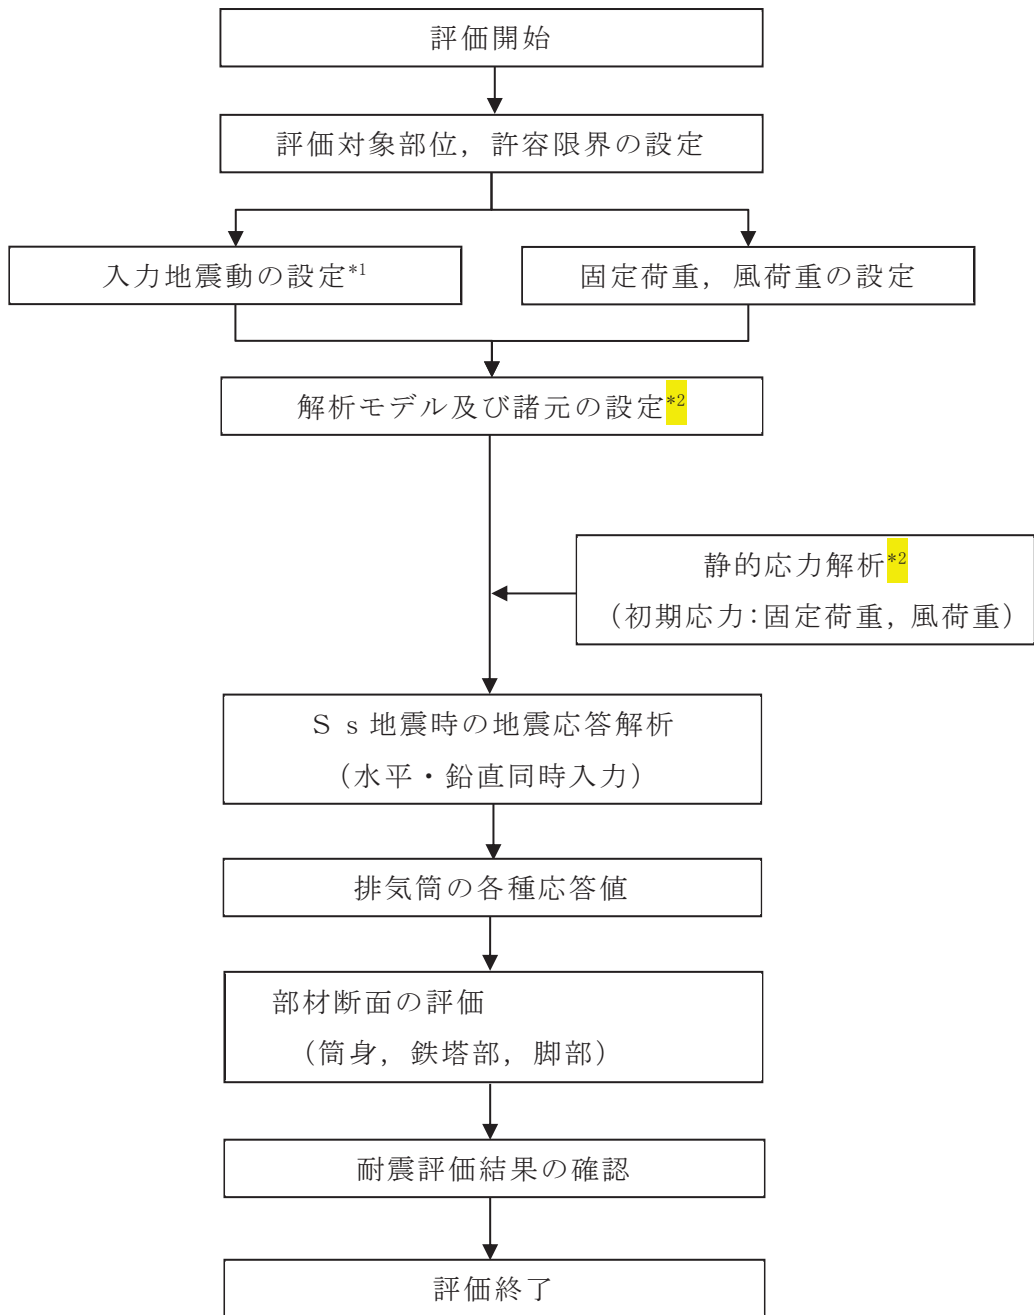 評価開始
評価対象部位，許容限界の設定
入力地震動の設定*1
固定荷重，風荷重の設定
解析モデル及び諸元の設定*2
静的応力解析*2
（初期応力：固定荷重，風荷重）
Ｓｓ地震時の地震応答解析
（水平・鉛直同時入力）
排気筒の各種応答値
部材断面の評価
（筒身，鉄塔部，脚部）
耐震評価結果の確認
評価終了